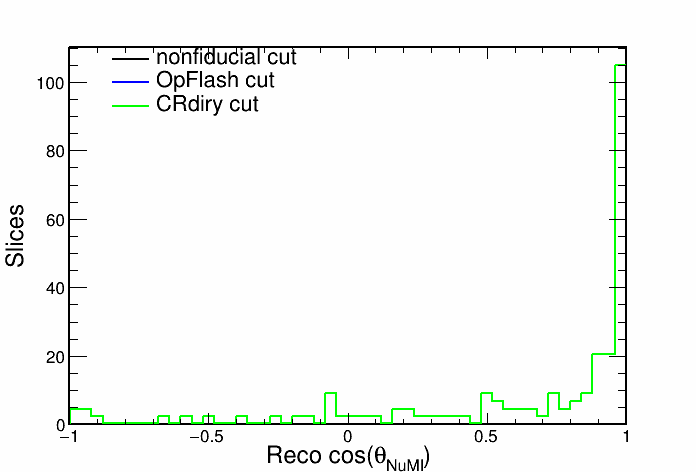 nonfiducial cut
OpFlash cut
CRdiry cut
100
80
60
40
20
0
Slices
−1 −0.5 0 0.5 1
Reco cos(θNuMI)